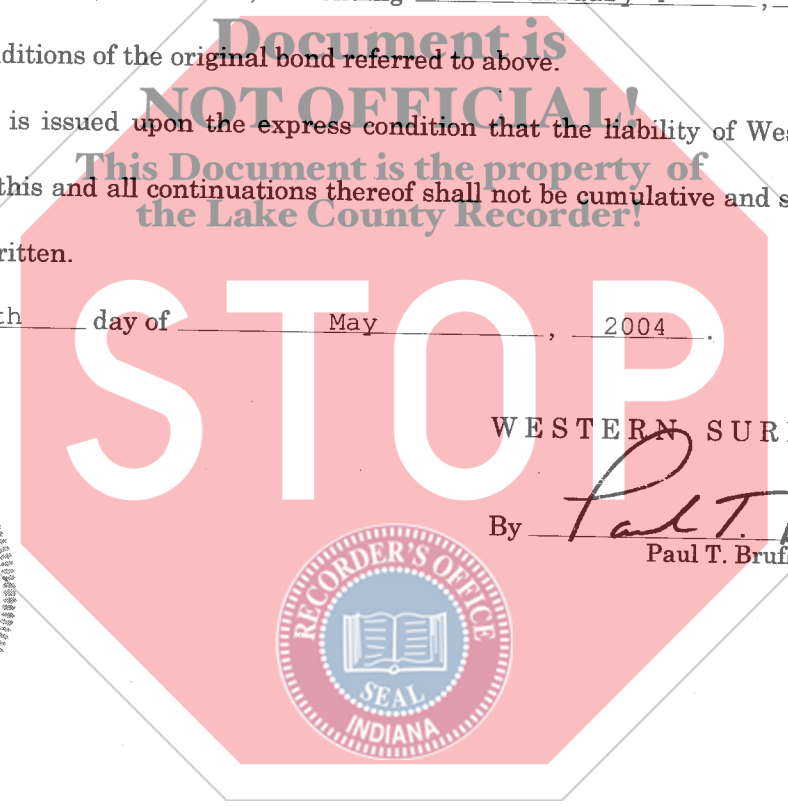 Document is
nditions of the original bond referred to above.
NOT OFFICIAL!
is issued upon the express condition that the liability of Wes
This Document is the property of
this and all continuations thereof shall not be cumulative and s
the Lake County Recorder!
ritten.
th day of May , 2004 .
STOP
WESTERN SUR
By Paul T. B
Paul T. Bruf
RECORDER'S OFFICE
SEAL
INDIANA